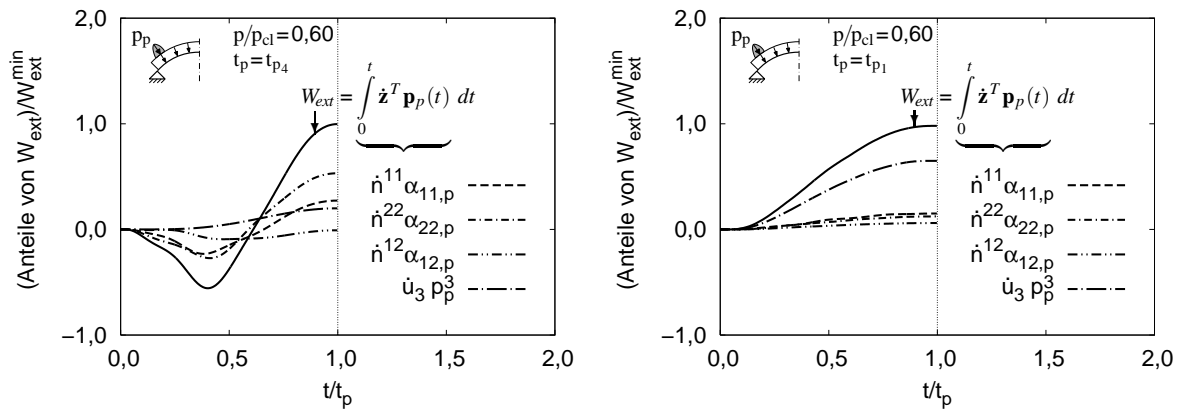 (Anteile von W_ext)/W_ext^min
2,0
1,0
0,0
−1,0
p_p
p/p_cl=0,60
t_p=t_p4
W_ext = ∫_0^t ż^T p_p(t) dt
ṅ^11 α_11,p
ṅ^22 α_22,p
ṅ^12 α_12,p
u̇_3 p_p^3
0,0 0,5 1,0 1,5 2,0
t/t_p
(Anteile von W_ext)/W_ext^min
2,0
1,0
0,0
−1,0
p_p
p/p_cl=0,60
t_p=t_p1
W_ext = ∫_0^t ż^T p_p(t) dt
ṅ^11 α_11,p
ṅ^22 α_22,p
ṅ^12 α_12,p
u̇_3 p_p^3
0,0 0,5 1,0 1,5 2,0
t/t_p